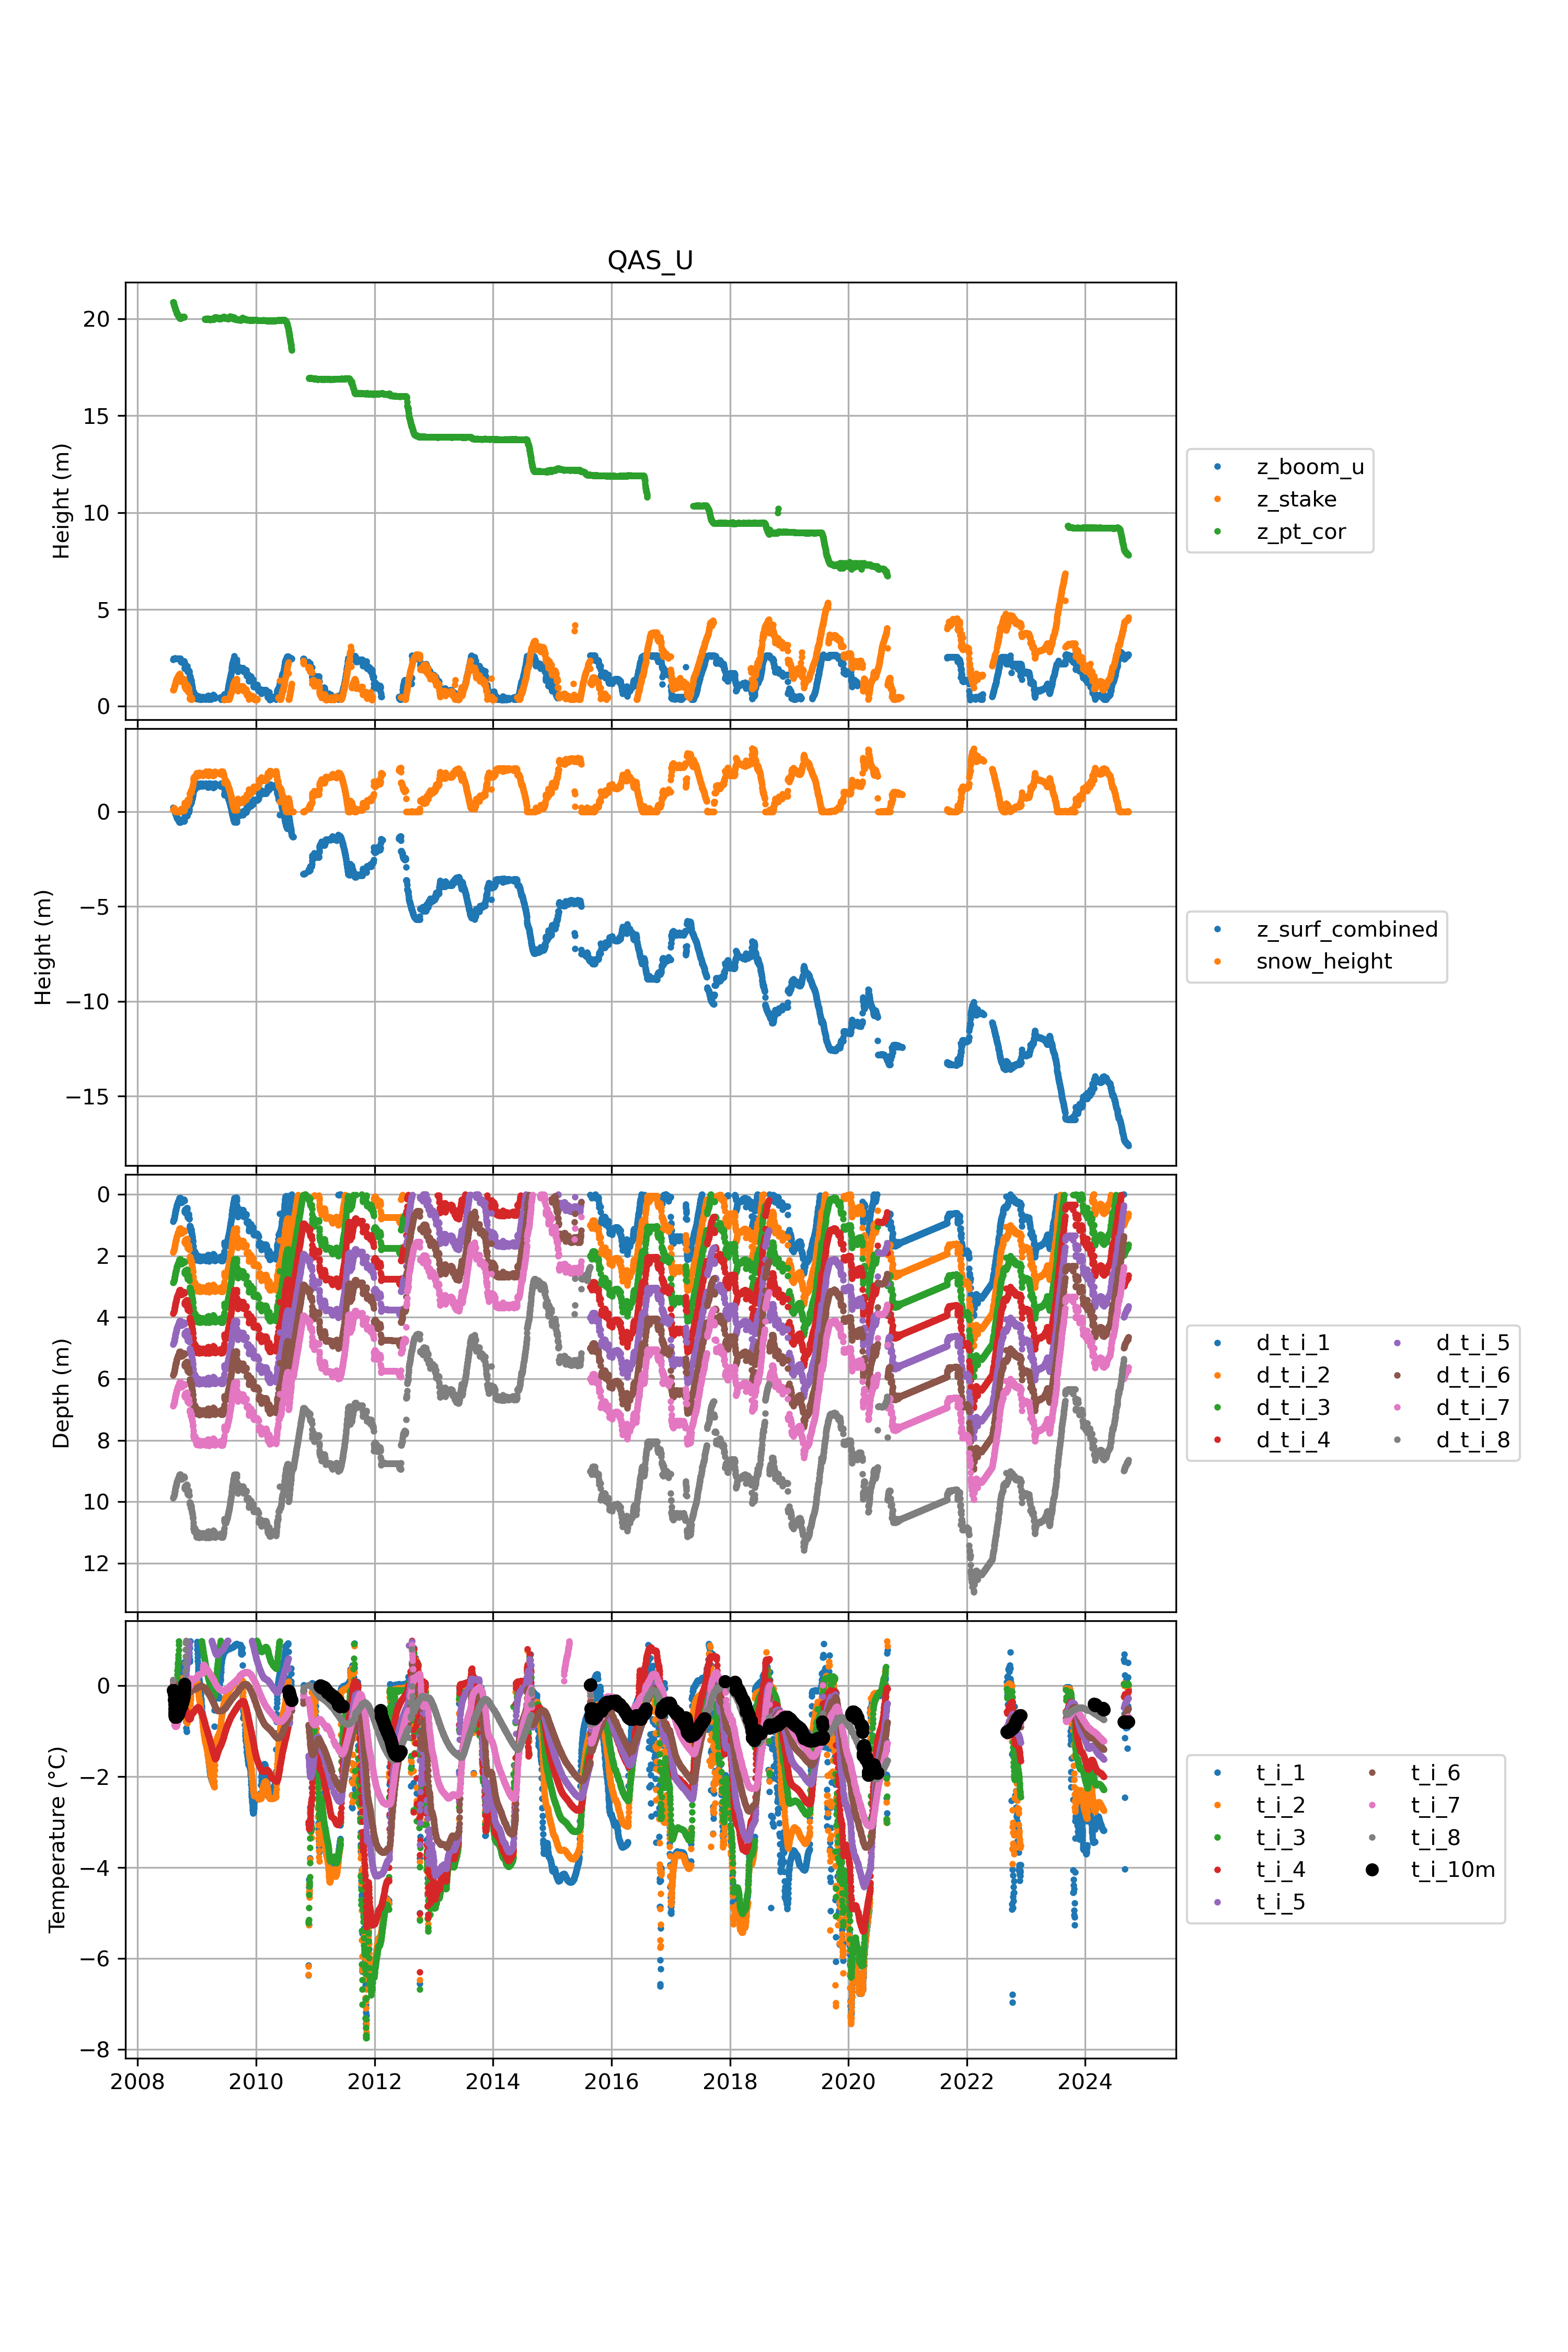 QAS_U
20
15
10
5
0
Height (m)
z_boom_u
z_stake
z_pt_cor
0
−5
−10
−15
Height (m)
z_surf_combined
snow_height
0
2
4
6
8
10
12
Depth (m)
d_t_i_1
d_t_i_2
d_t_i_3
d_t_i_4
d_t_i_5
d_t_i_6
d_t_i_7
d_t_i_8
0
−2
−4
−6
−8
Temperature (°C)
t_i_1
t_i_2
t_i_3
t_i_4
t_i_5
t_i_6
t_i_7
t_i_8
t_i_10m
2008 2010 2012 2014 2016 2018 2020 2022 2024